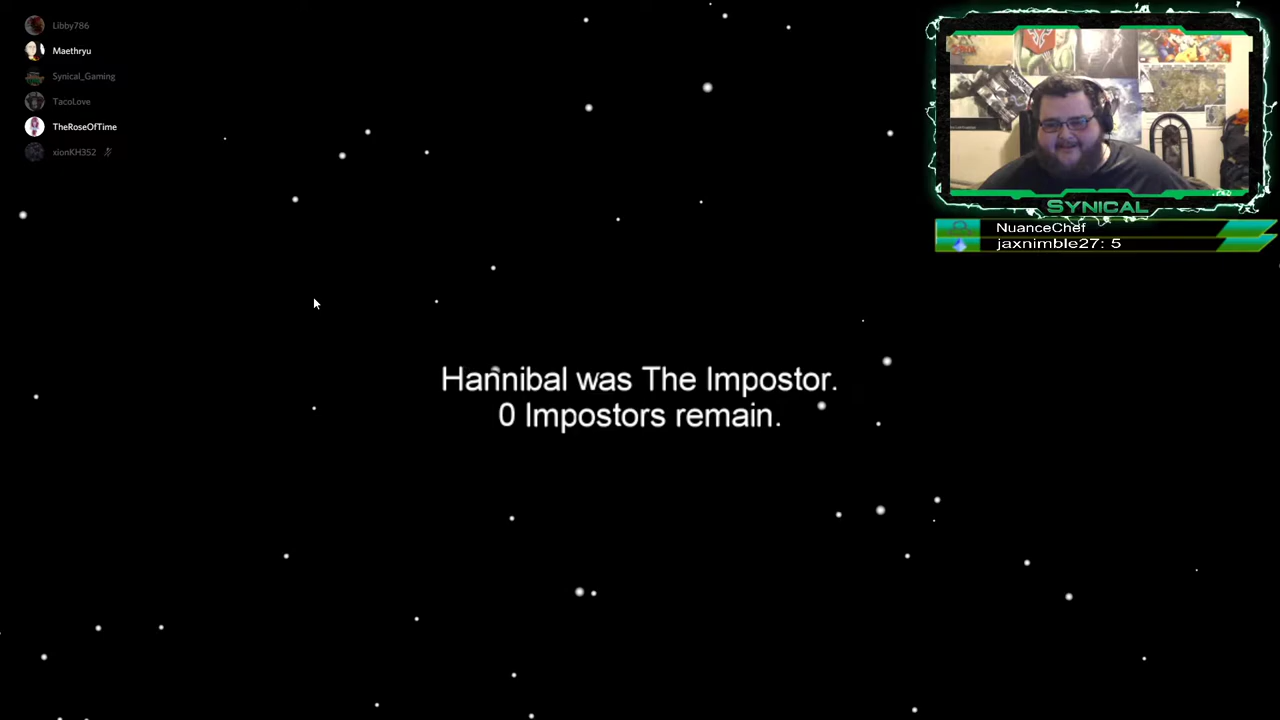 Libby786
Maethryu
Synical_Gaming
TacoLove
TheRoseOfTime
xionKH352
SYNICAL
NuanceChef
jaxnimble27: 5
Hannibal was The Impostor.
0 Impostors remain.